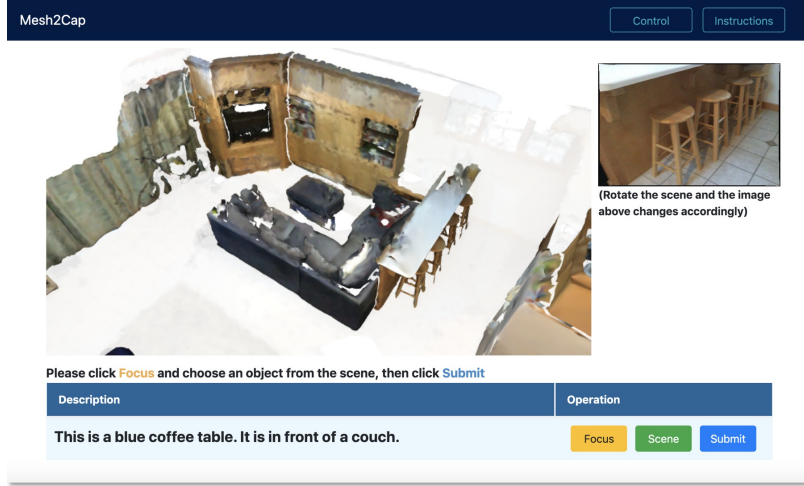 Mesh2Cap
Control
Instructions
(Rotate the scene and the image
above changes accordingly)
Please click Focus and choose an object from the scene, then click Submit
Description
Operation
This is a blue coffee table. It is in front of a couch.
Focus
Scene
Submit